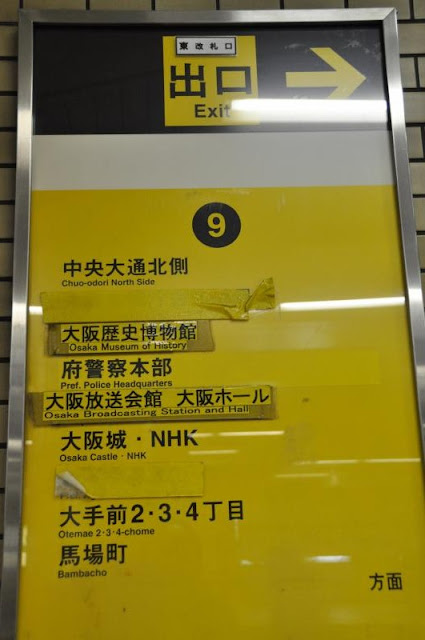 東改札口
出口
Exit
9
中央大通北側
Chuo-odori North Side
大阪歴史博物館
Osaka Museum of History
府警察本部
Pref. Police Headquarters
大阪放送会館 大阪ホール
Osaka Broadcasting Station and Hall
大阪城・NHK
Osaka Castle・NHK
大手前2・3・4丁目
Otemae 2・3・4-chome
馬場町
Bambacho
方面